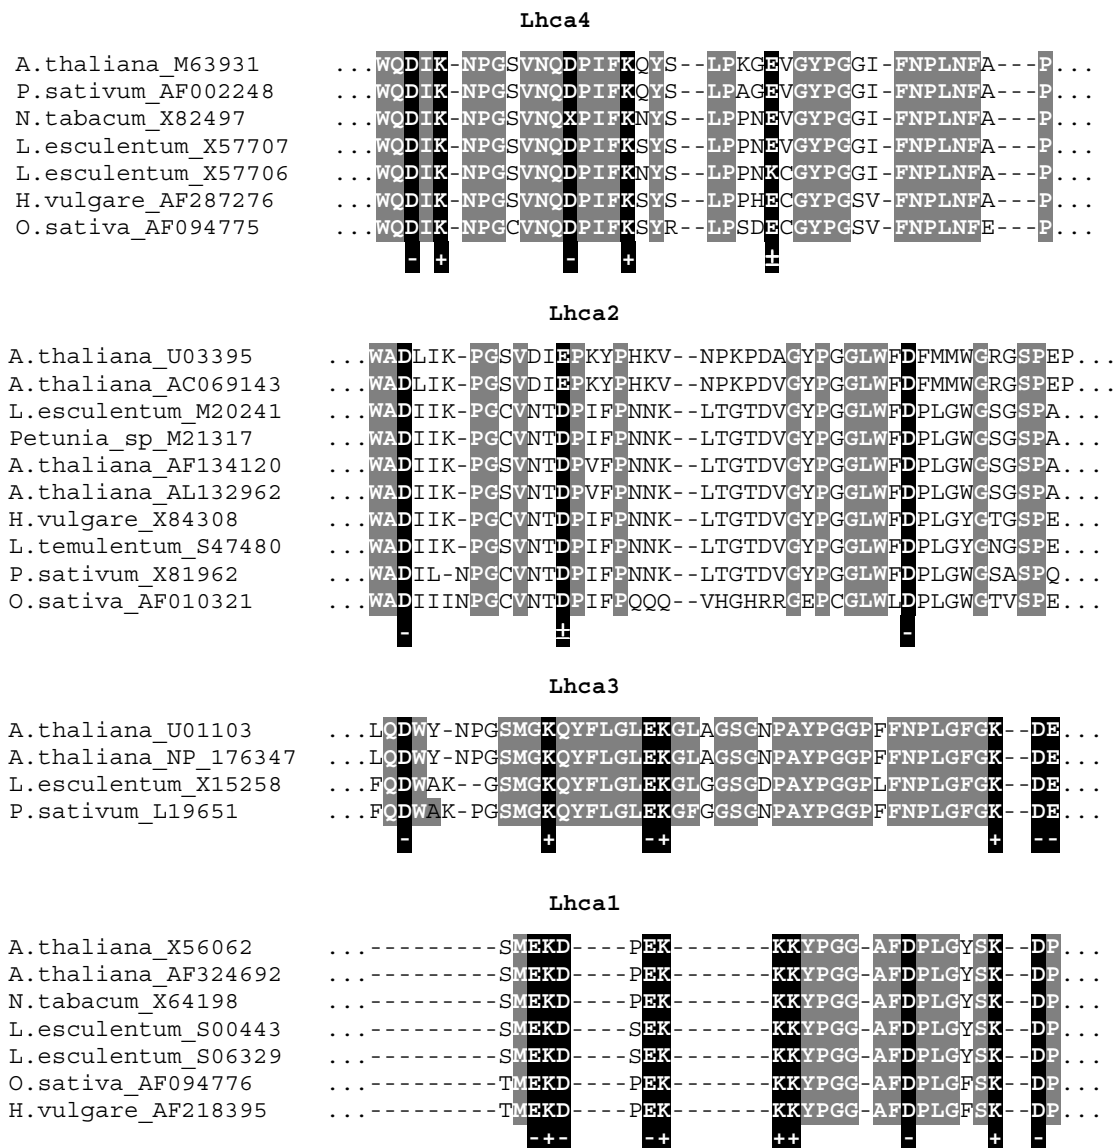 Lhca4
A.thaliana_M63931 ...WQDIK-NPGSVNQDPIFKQYS--LPKGEVGYPGGI-FNPLNFA---P...
P.sativum_AF002248 ...WQDIK-NPGSVNQDPIFKQYS--LPAGEVGYPGGI-FNPLNFA---P...
N.tabacum_X82497 ...WQDIK-NPGSVNQXPIFKNYS--LPPNEVGYPGGI-FNPLNFA---P...
L.esculentum_X57707 ...WQDIK-NPGSVNQDPIFKSYS--LPPNEVGYPGGI-FNPLNFA---P...
L.esculentum_X57706 ...WQDIK-NPGSVNQDPIFKNYS--LPPNKCGYPGGI-FNPLNFA---P...
H.vulgare_AF287276 ...WQDIK-NPGCVNQDPIFKSYS--LPPHECGYPGSV-FNPLNFA---P...
O.sativa_AF094775 ...WQDIK-NPGCVNQDPIFKSYR--LPSDECGYPGSV-FNPLNFE---P...
- + - + ±
Lhca2
A.thaliana_U03395 ...WADLIK-PGSVDIEPKYPHKV--NPKPDAGYPGGLWFDFMMWGRGSPEP...
A.thaliana_AC069143 ...WADLIK-PGSVDIEPKYPHKV--NPKPDVGYPGGLWFDFMMWGRGSPEP...
L.esculentum_M20241 ...WADIIK-PGCVNTDPIFPNNK--LTGTDVGYPGGLWFDPLGWGSGSPA...
Petunia_sp_M21317 ...WADIIK-PGCVNTDPIFPNNK--LTGTDVGYPGGLWFDPLGWGSGSPA...
A.thaliana_AF134120 ...WADIIK-PGSVNTDPVFPNNK--LTGTDVGYPGGLWFDPLGWGSGSPA...
A.thaliana_AL132962 ...WADIIK-PGSVNTDPVFPNNK--LTGTDVGYPGGLWFDPLGWGSGSPA...
H.vulgare_X84308 ...WADIIK-PGCVNTDPIFPNNK--LTGTDVGYPGGLWFDPLGYGTGSPE...
L.temulentum_S47480 ...WADIIK-PGSVNTDPIFPNNK--LTGTDVGYPGGLWFDPLGYGNGSPE...
P.sativum_X81962 ...WADIL-NPGCVNTDPIFPNNK--LTGTDVGYPGGLWFDPLGWGSASPQ...
O.sativa_AF010321 ...WADIIINPGCVNTDPIFPQQQ--VHGHRRGEPCGLWLDPLGWGTVSPE...
- ± -
Lhca3
A.thaliana_U01103 ...LQDWY-NPGSMGKQYFLGLEKGLAGSGNPAYPGGPFFNPLGFGK--DE...
A.thaliana_NP_176347 ...LQDWY-NPGSMGKQYFLGLEKGLAGSGNPAYPGGPFFNPLGFGK--DE...
L.esculentum_X15258 ...FQDWAK--GSMGKQYFLGLEKGLGGSGDPAYPGGPLFNPLGFGK--DE...
P.sativum_L19651 ...FQDWAK-PGSMGKQYFLGLEKGFGGSGNPAYPGGPFFNPLGFGK--DE...
- + -+ + --
Lhca1
A.thaliana_X56062 ...---------SMEKD----PEK-------KKYPGG-AFDPLGYSK--DP...
A.thaliana_AF324692 ...---------SMEKD----PEK-------KKYPGG-AFDPLGYSK--DP...
N.tabacum_X64198 ...---------SMEKD----PEK-------KKYPGG-AFDPLGYSK--DP...
L.esculentum_S00443 ...---------SMEKD----SEK-------KKYPGG-AFDPLGYSK--DP...
L.esculentum_S06329 ...---------SMEKD----SEK-------KKYPGG-AFDPLGYSK--DP...
O.sativa_AF094776 ...---------TMEKD----PEK-------KKYPGG-AFDPLGFSK--DP...
H.vulgare_AF218395 ...---------TMEKD----PEK-------KKYPGG-AFDPLGFSK--DP...
-+- -+ ++ - + -